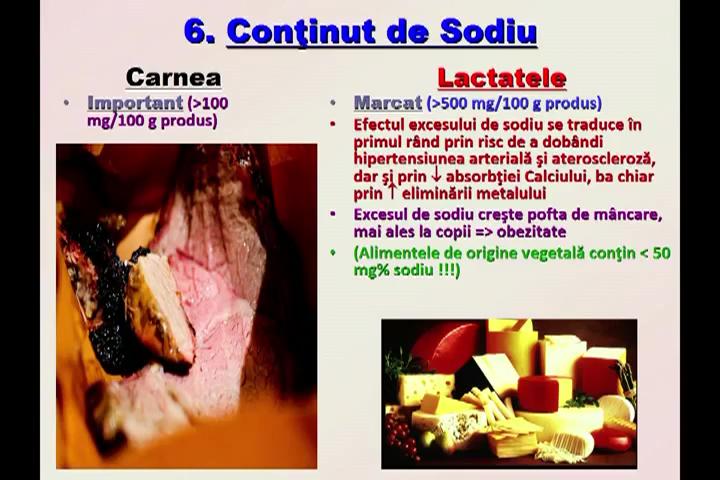 6. Conţinut de Sodiu
Carnea
• Important (>100
mg/100 g produs)
Lactatele
• Marcat (>500 mg/100 g produs)
• Efectul excesului de sodiu se traduce în
primul rând prin risc de a dobândi
hipertensiunea arterială şi ateroscleroză,
dar şi prin ↓ absorbţiei Calciului, ba chiar
prin ↑ eliminării metalului
• Excesul de sodiu creşte pofta de mâncare,
mai ales la copii => obezitate
• (Alimentele de origine vegetală conţin < 50
mg% sodiu !!!)